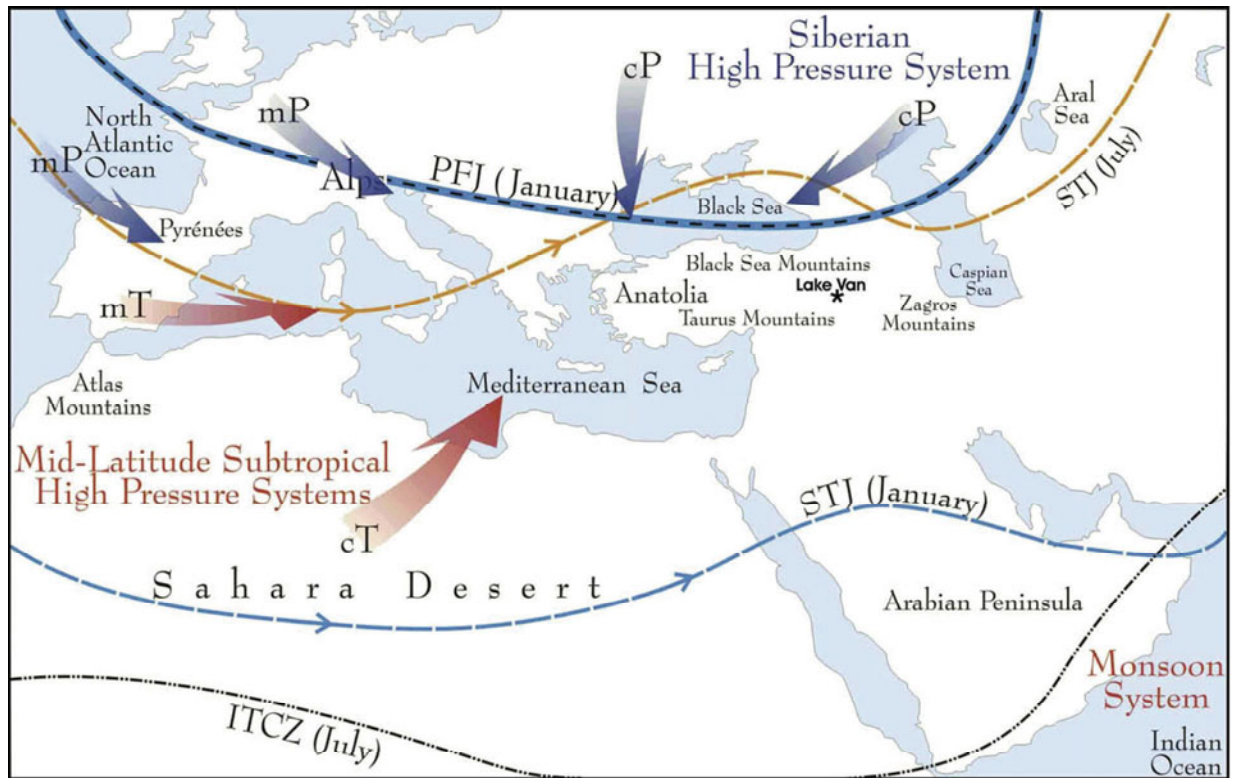 Siberian
High Pressure System
cP
cP
mP
mP
North
Atlantic
Ocean
Aral
Sea
Alps
PFJ (January)
STJ (July)
Black Sea
Pyrénées
Black Sea Mountains
Caspian
Sea
Lake Van
*
Anatolia
Taurus Mountains
Zagros
Mountains
mT
Atlas
Mountains
Mediterranean Sea
Mid-Latitude Subtropical
High Pressure Systems
cT
STJ (January)
Sahara Desert
Arabian Peninsula
Monsoon
System
ITCZ (July)
Indian
Ocean